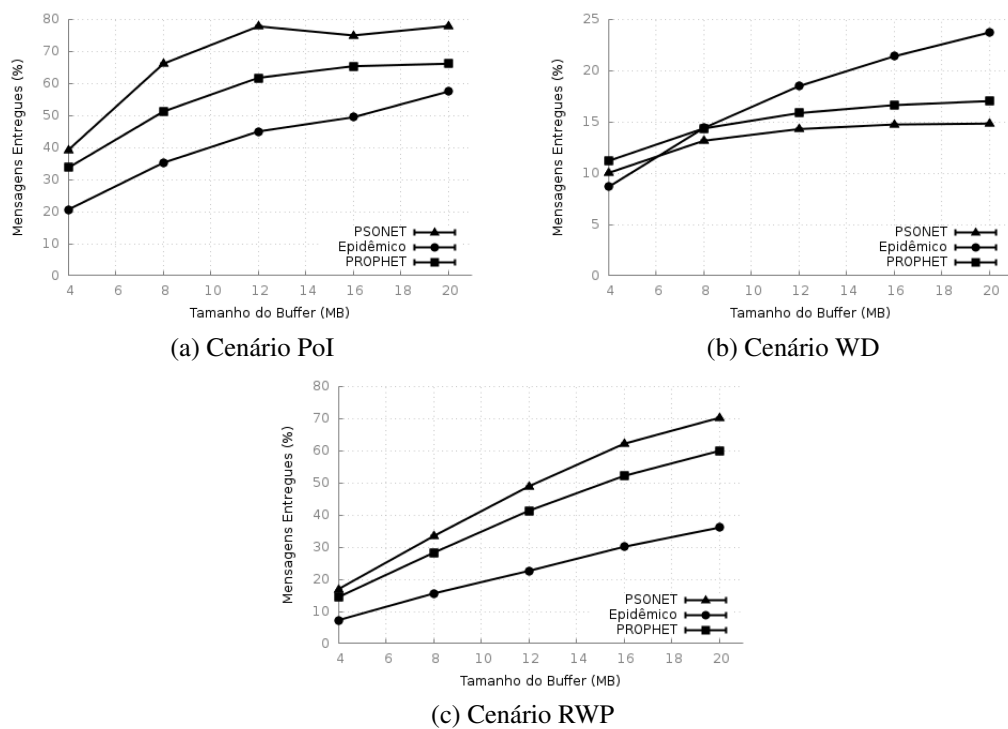 80
70
60
50
40
30
20
10
0
Mensagens Entregues (%)
PSONET
Epidêmico
PROPHET
4 6 8 10 12 14 16 18 20
Tamanho do Buffer (MB)
(a) Cenário PoI
25
20
15
10
5
0
Mensagens Entregues (%)
PSONET
Epidêmico
PROPHET
4 6 8 10 12 14 16 18 20
Tamanho do Buffer (MB)
(b) Cenário WD
80
70
60
50
40
30
20
10
0
Mensagens Entregues (%)
PSONET
Epidêmico
PROPHET
4 6 8 10 12 14 16 18 20
Tamanho do Buffer (MB)
(c) Cenário RWP